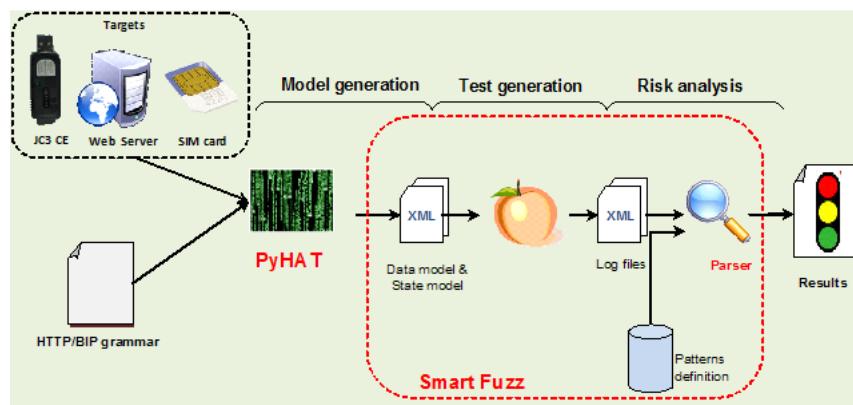 Targets
JC3 CE
Web Server
SIM card
Model generation
Test generation
Risk analysis
PyHAT
XML
XML
Data model &
State model
Log files
Parser
Results
HTTP/BIP grammar
Patterns
definition
Smart Fuzz